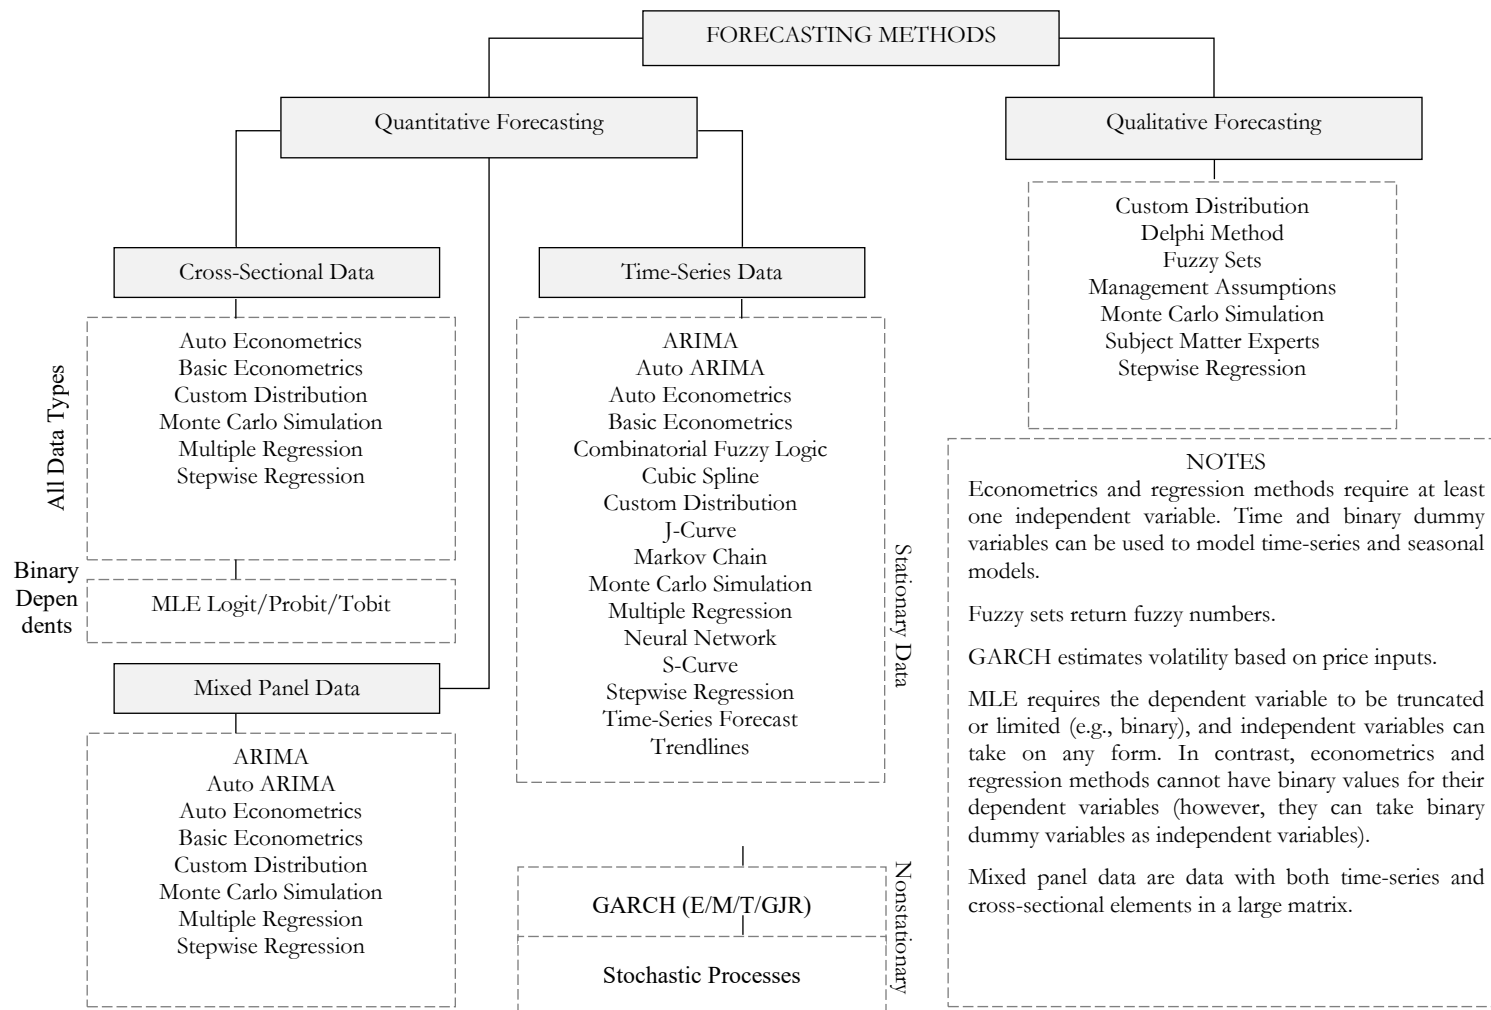 FORECASTING METHODS
Quantitative Forecasting
Qualitative Forecasting
Custom Distribution
Delphi Method
Fuzzy Sets
Management Assumptions
Monte Carlo Simulation
Subject Matter Experts
Stepwise Regression
Cross-Sectional Data
Time-Series Data
All Data Types
Auto Econometrics
Basic Econometrics
Custom Distribution
Monte Carlo Simulation
Multiple Regression
Stepwise Regression
Binary
Depen
dents
MLE Logit/Probit/Tobit
Mixed Panel Data
ARIMA
Auto ARIMA
Auto Econometrics
Basic Econometrics
Custom Distribution
Monte Carlo Simulation
Multiple Regression
Stepwise Regression
ARIMA
Auto ARIMA
Auto Econometrics
Basic Econometrics
Combinatorial Fuzzy Logic
Cubic Spline
Custom Distribution
J-Curve
Markov Chain
Monte Carlo Simulation
Multiple Regression
Neural Network
S-Curve
Stepwise Regression
Time-Series Forecast
Trendlines
Stationary Data
GARCH (E/M/T/GJR)
Stochastic Processes
Nonstationary
NOTES
Econometrics and regression methods require at least
one independent variable. Time and binary dummy
variables can be used to model time-series and seasonal
models.
Fuzzy sets return fuzzy numbers.
GARCH estimates volatility based on price inputs.
MLE requires the dependent variable to be truncated
or limited (e.g., binary), and independent variables can
take on any form. In contrast, econometrics and
regression methods cannot have binary values for their
dependent variables (however, they can take binary
dummy variables as independent variables).
Mixed panel data are data with both time-series and
cross-sectional elements in a large matrix.